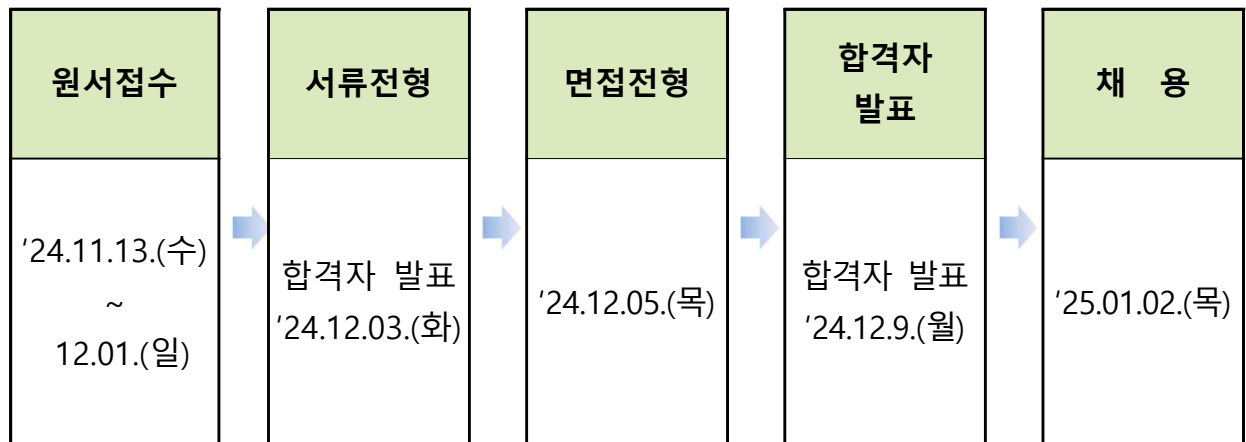 원서접수
'24.11.13.(수)
~
12.01.(일)
서류전형
합격자 발표
'24.12.03.(화)
면접전형
'24.12.05.(목)
합격자
발표
합격자 발표
'24.12.9.(월)
채 용
'25.01.02.(목)